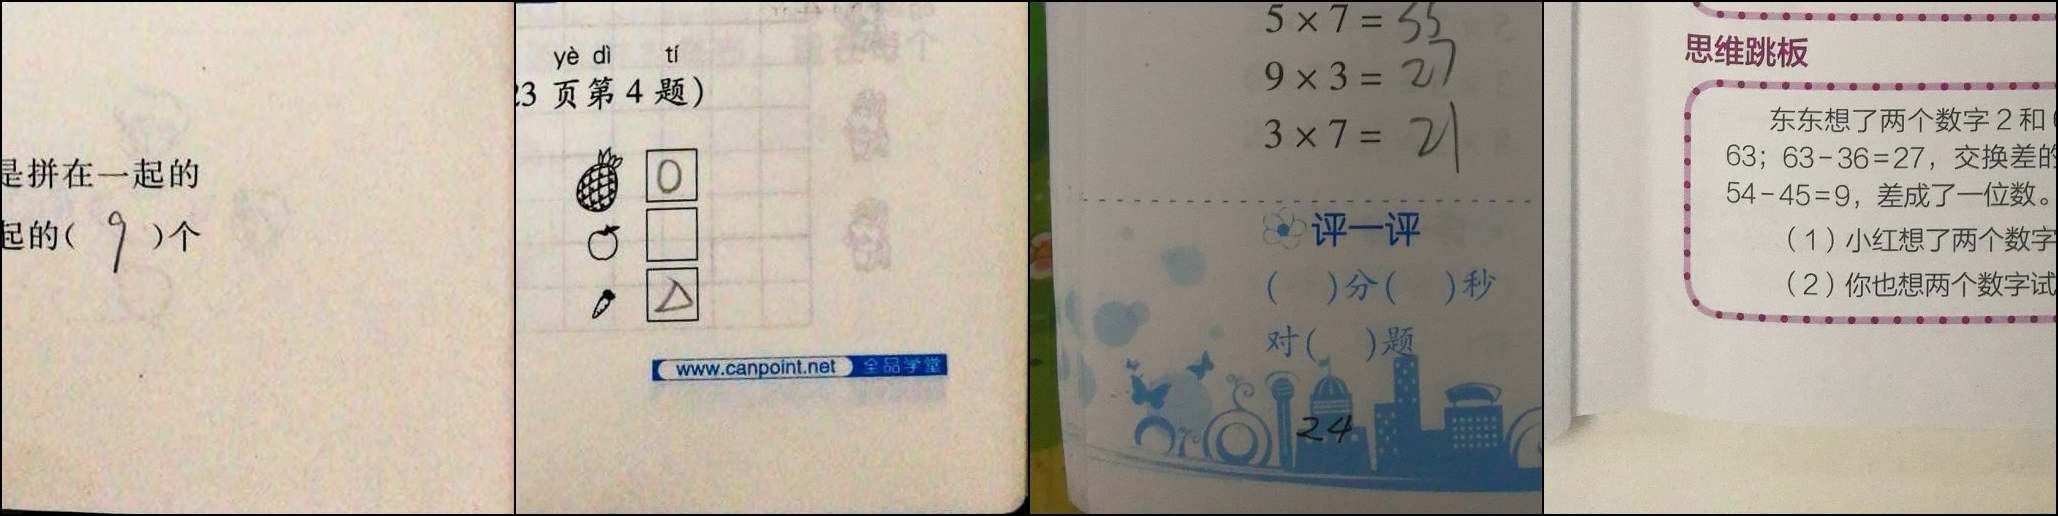 是拼在一起的
起的( 9 )个
yè dì tí
23 页第 4 题)
0
www.canpoint.net 全品学堂
5 × 7 = 35
9 × 3 = 27
3 × 7 = 21
评一评
( )分( )秒
对( )题
24
思维跳板
东东想了两个数字 2 和
63; 63-36=27, 交换差的
54-45=9, 差成了一位数。
(1) 小红想了两个数字
(2) 你也想两个数字试